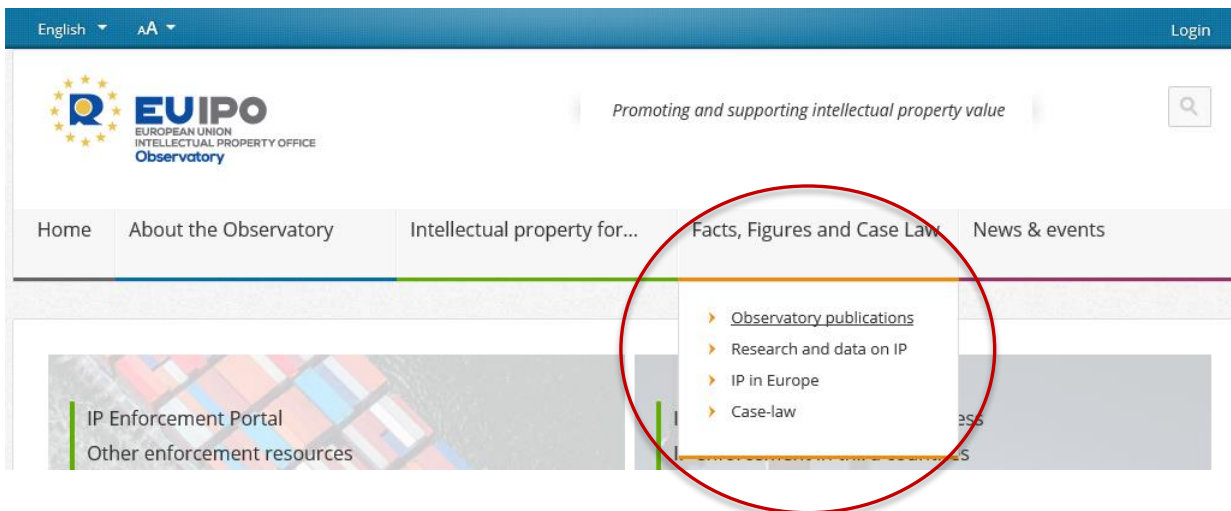 English AA Login
EUIPO
EUROPEAN UNION
INTELLECTUAL PROPERTY OFFICE
Observatory
Promoting and supporting intellectual property value
Home About the Observatory Intellectual property for... Facts, Figures and Case Law News & events
Observatory publications
Research and data on IP
IP in Europe
Case-law
IP Enforcement Portal
Other enforcement resources